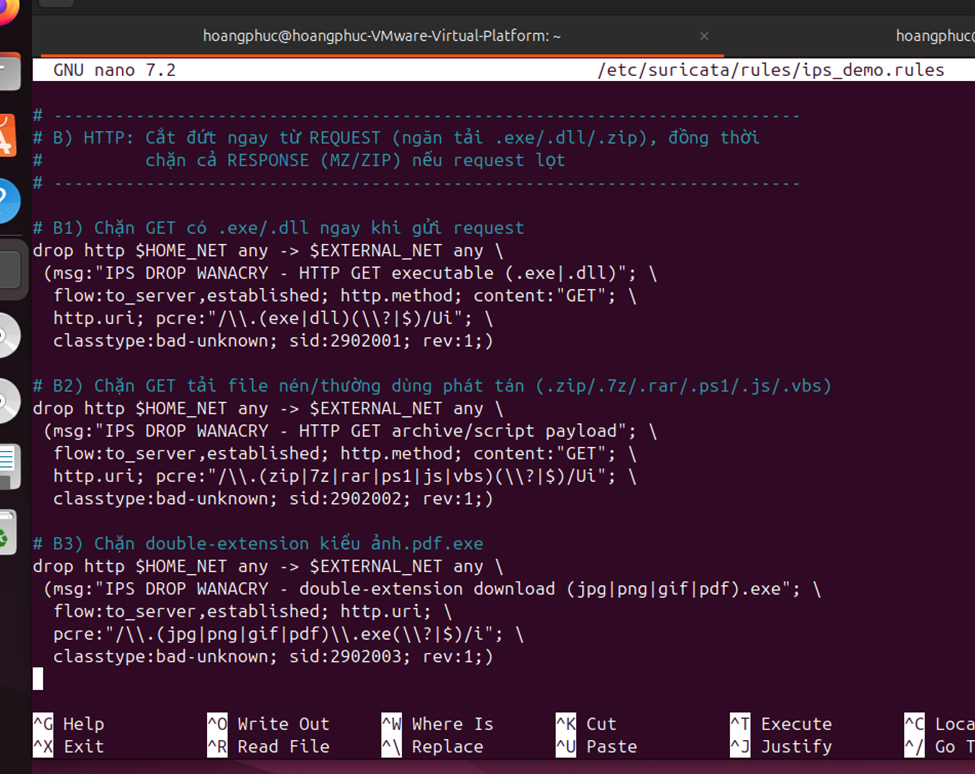 hoangphuc@hoangphuc-VMware-Virtual-Platform: ~ × hoangphuc@
GNU nano 7.2 /etc/suricata/rules/ips_demo.rules
# -------------------------------------------------------------------------
# B) HTTP: Cắt đứt ngay từ REQUEST (ngăn tải .exe/.dll/.zip), đồng thời
# chặn cả RESPONSE (MZ/ZIP) nếu request lọt
# -------------------------------------------------------------------------
# B1) Chặn GET có .exe/.dll ngay khi gửi request
drop http $HOME_NET any -> $EXTERNAL_NET any \
(msg:"IPS DROP WANACRY - HTTP GET executable (.exe|.dll)"; \
flow:to_server,established; http.method; content:"GET"; \
http.uri; pcre:"/\\.(exe|dll)(\\?|$)/Ui"; \
classtype:bad-unknown; sid:2902001; rev:1;)
# B2) Chặn GET tải file nén/thường dùng phát tán (.zip/.7z/.rar/.ps1/.js/.vbs)
drop http $HOME_NET any -> $EXTERNAL_NET any \
(msg:"IPS DROP WANACRY - HTTP GET archive/script payload"; \
flow:to_server,established; http.method; content:"GET"; \
http.uri; pcre:"/\\.(zip|7z|rar|ps1|js|vbs)(\\?|$)/Ui"; \
classtype:bad-unknown; sid:2902002; rev:1;)
# B3) Chặn double-extension kiểu ảnh.pdf.exe
drop http $HOME_NET any -> $EXTERNAL_NET any \
(msg:"IPS DROP WANACRY - double-extension download (jpg|png|gif|pdf).exe"; \
flow:to_server,established; http.uri; \
pcre:"/\\.(jpg|png|gif|pdf)\\.exe(\\?|$)/i"; \
classtype:bad-unknown; sid:2902003; rev:1;)
^G Help ^O Write Out ^W Where Is ^K Cut ^T Execute ^C Loca
^X Exit ^R Read File ^\ Replace ^U Paste ^J Justify ^/ Go T